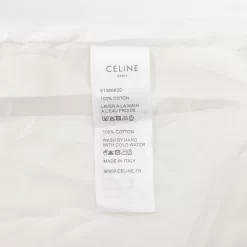 CELINE
PARIS
100% COTTON
LAVER A LA MAIN
A L'EAU FROIDE
100% COTTON
WASH BY HAND
WITH COLD WATER
MADE IN ITALY
WWW.CELINE.FR